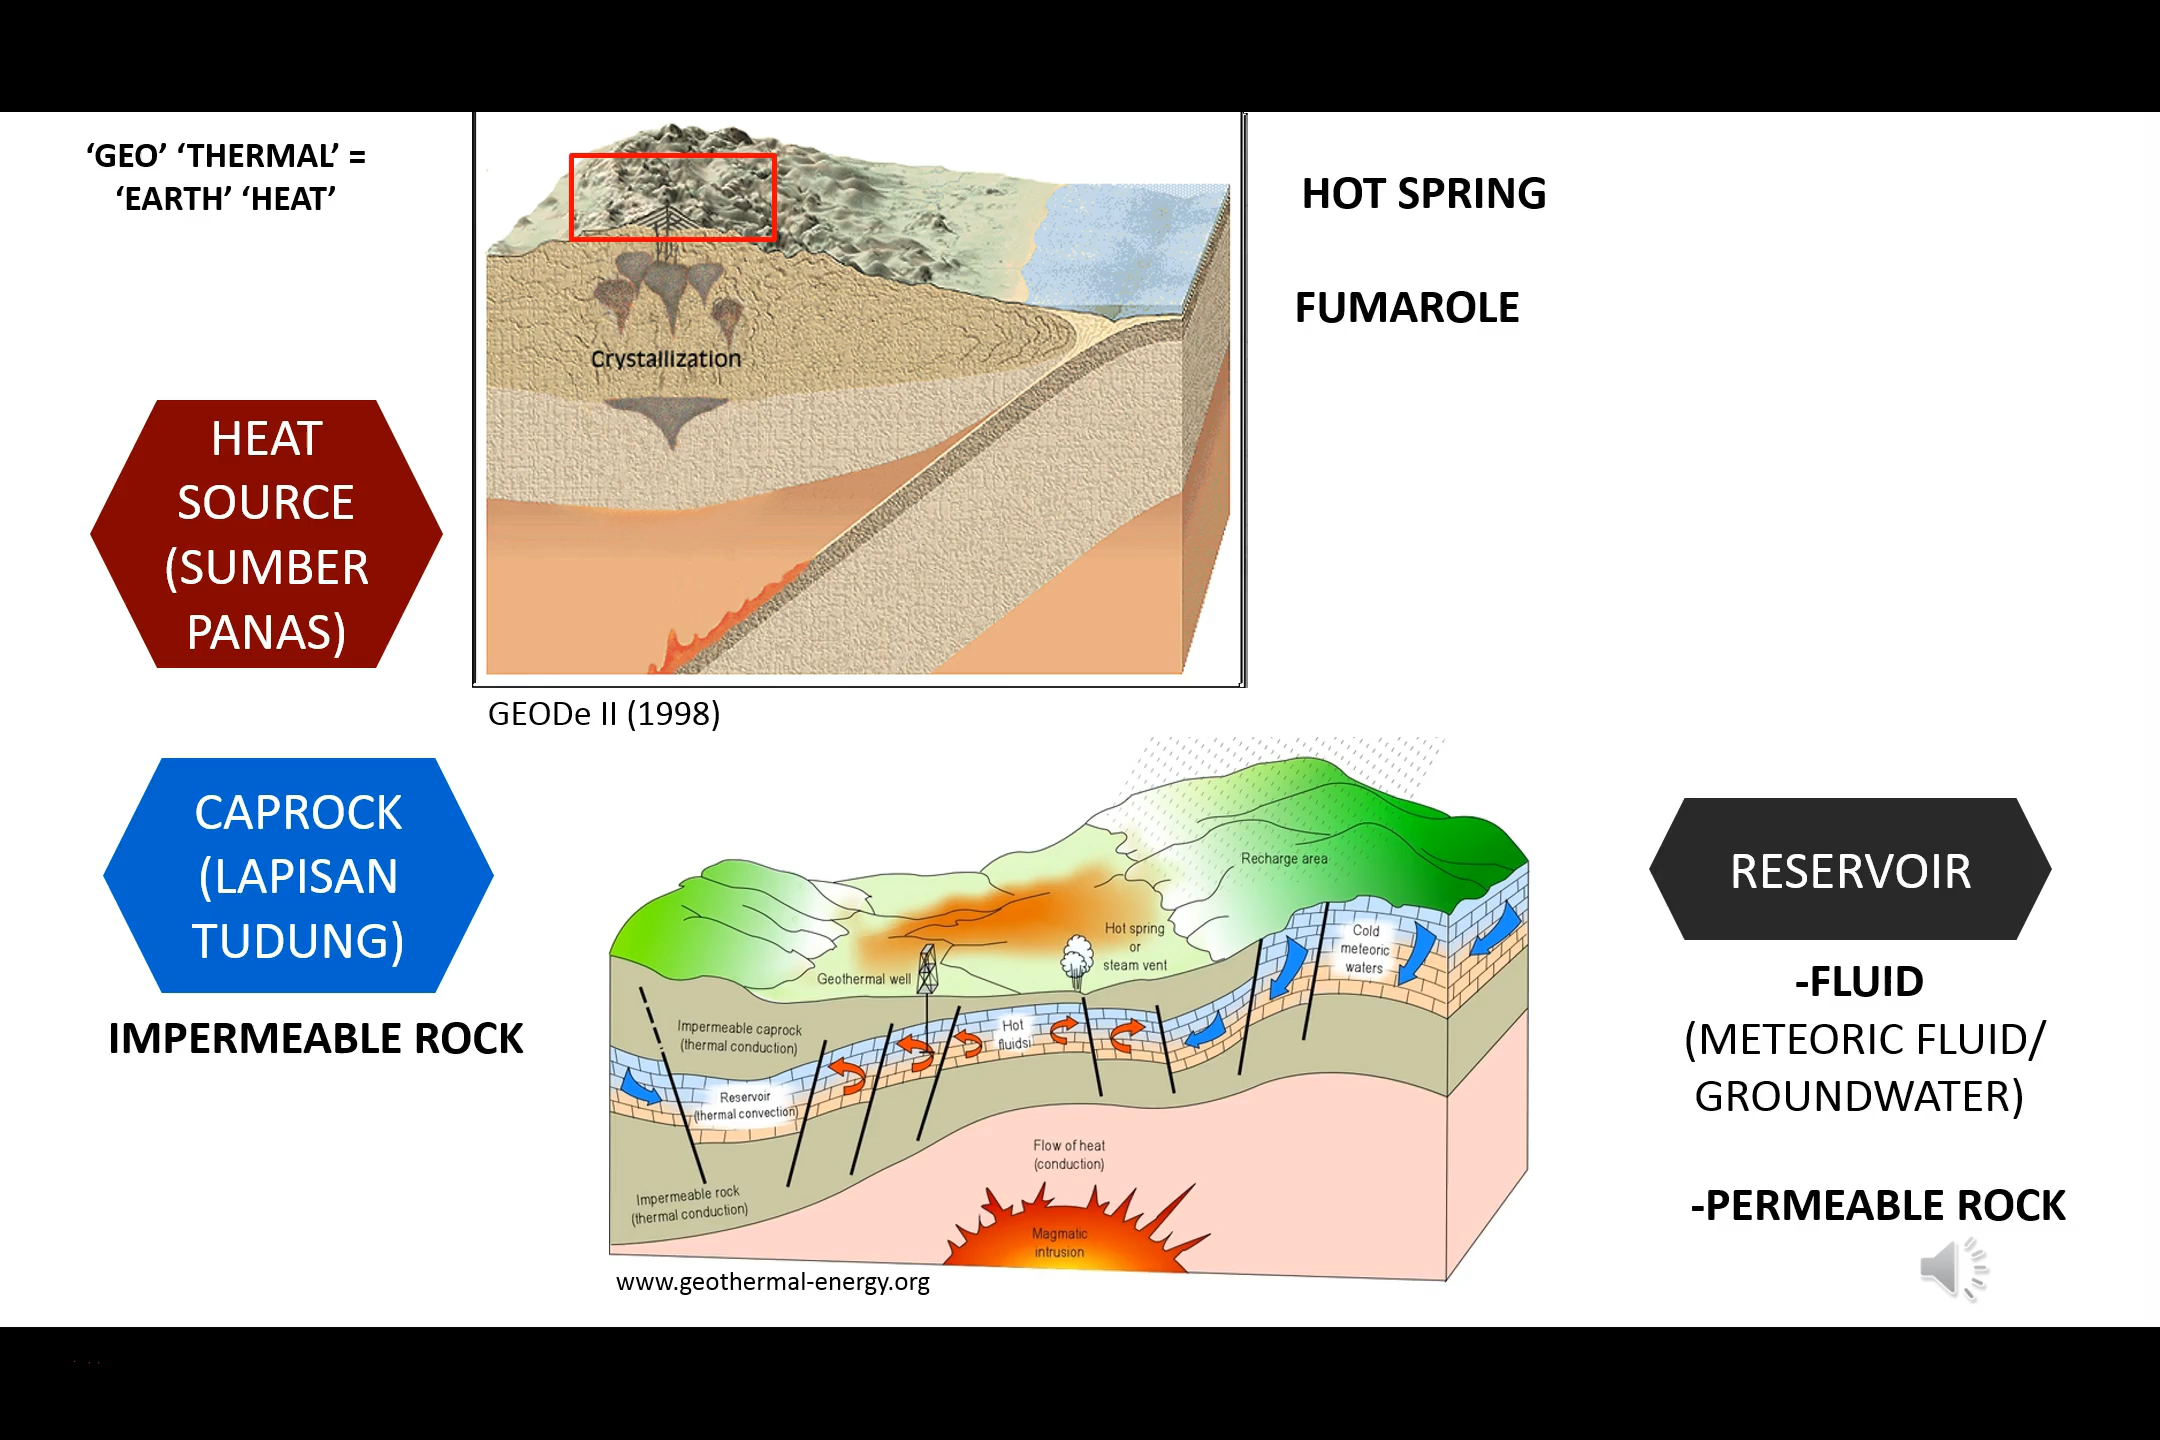 ‘GEO’ ‘THERMAL’ =
‘EARTH’ ‘HEAT’
HOT SPRING
FUMAROLE
Crystallization
HEAT
SOURCE
(SUMBER
PANAS)
GEODe II (1998)
CAPROCK
(LAPISAN
TUDUNG)
IMPERMEABLE ROCK
Recharge area
Cold
meteoric
waters
Hot spring
or
steam vent
Geothermal well
Impermeable caprock
(thermal conduction)
Hot
fluids
Reservoir
(thermal convection)
Flow of heat
(conduction)
Impermeable rock
(thermal conduction)
Magmatic
intrusion
www.geothermal-energy.org
RESERVOIR
-FLUID
(METEORIC FLUID/
GROUNDWATER)
-PERMEABLE ROCK